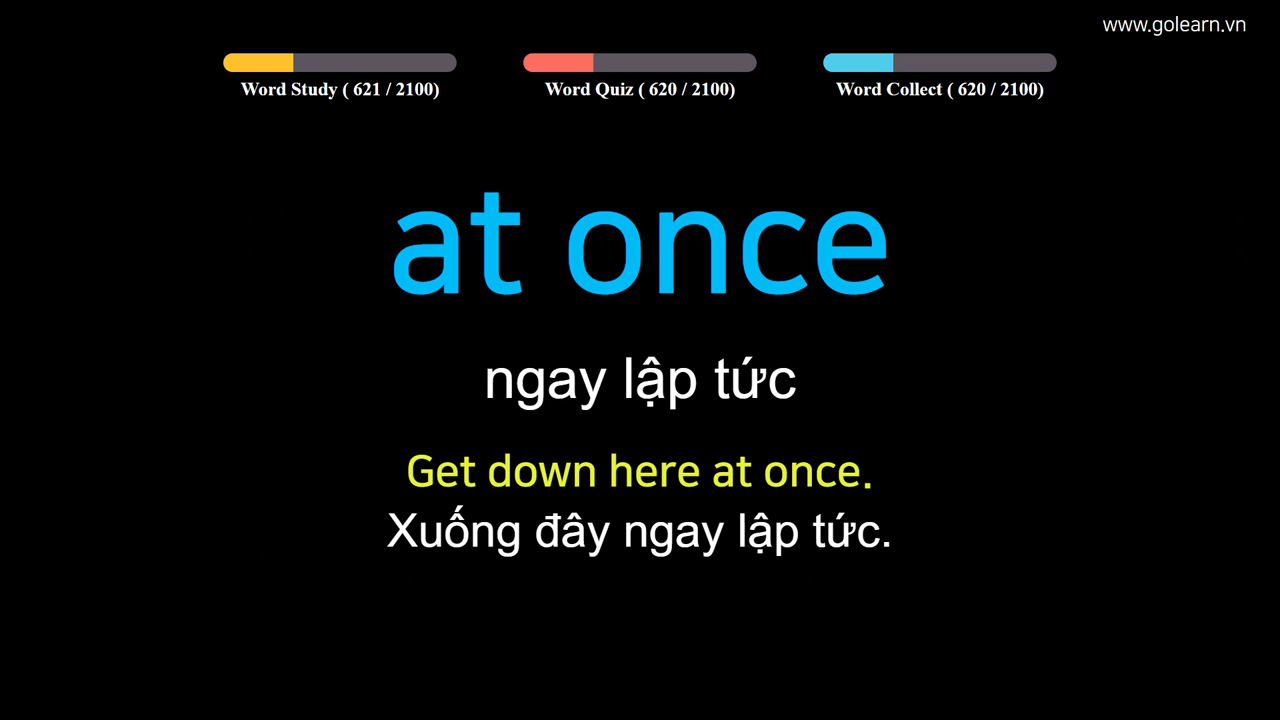 www.golearn.vn
Word Study ( 621 / 2100)
Word Quiz ( 620 / 2100)
Word Collect ( 620 / 2100)
at once
ngay lập tức
Get down here at once.
Xuống đây ngay lập tức.